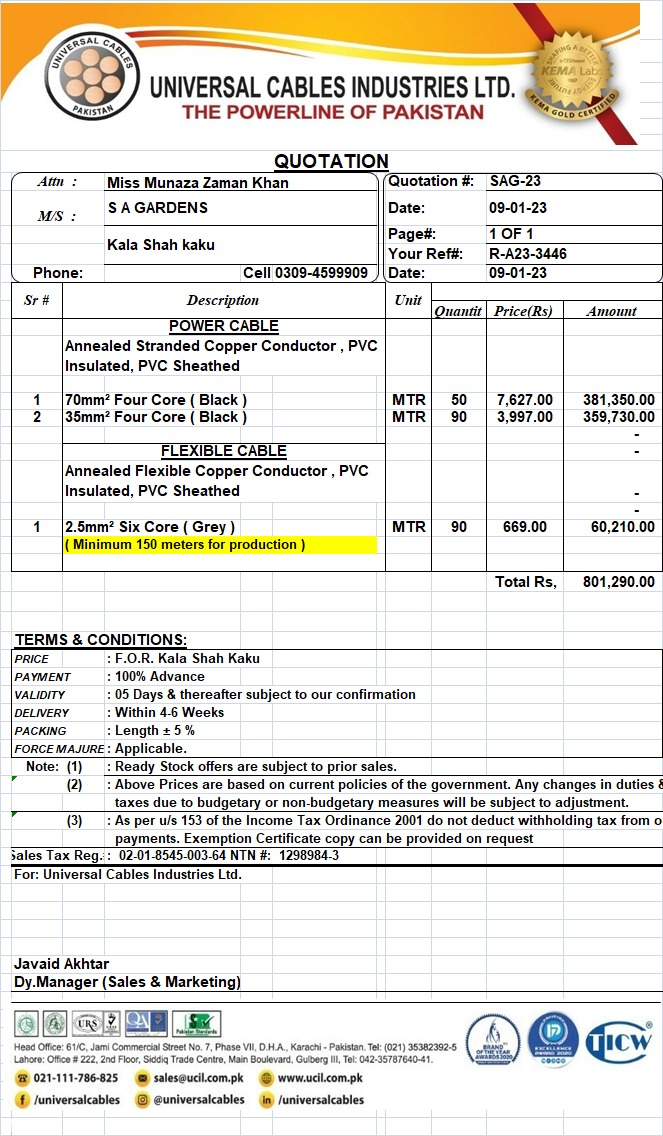 UNIVERSAL CABLES
PAKISTAN
UNIVERSAL CABLES INDUSTRIES LTD.
THE POWERLINE OF PAKISTAN
KEMA Labs
KEMA GOLD CERTIFIED
QUOTATION
Attn : Miss Munaza Zaman Khan
M/S : S A GARDENS
Kala Shah kaku
Phone: Cell 0309-4599909
Quotation #: SAG-23
Date: 09-01-23
Page#: 1 OF 1
Your Ref#: R-A23-3446
Date: 09-01-23
Sr # Description Unit Quantit Price(Rs) Amount
POWER CABLE
Annealed Stranded Copper Conductor , PVC
Insulated, PVC Sheathed
1 70mm² Four Core ( Black ) MTR 50 7,627.00 381,350.00
2 35mm² Four Core ( Black ) MTR 90 3,997.00 359,730.00
-
FLEXIBLE CABLE -
Annealed Flexible Copper Conductor , PVC
Insulated, PVC Sheathed -
-
1 2.5mm² Six Core ( Grey ) MTR 90 669.00 60,210.00
( Minimum 150 meters for production )
Total Rs, 801,290.00
TERMS & CONDITIONS:
PRICE : F.O.R. Kala Shah Kaku
PAYMENT : 100% Advance
VALIDITY : 05 Days & thereafter subject to our confirmation
DELIVERY : Within 4-6 Weeks
PACKING : Length ± 5 %
FORCE MAJURE : Applicable.
Note: (1) : Ready Stock offers are subject to prior sales.
(2) : Above Prices are based on current policies of the government. Any changes in duties &
taxes due to budgetary or non-budgetary measures will be subject to adjustment.
(3) : As per u/s 153 of the Income Tax Ordinance 2001 do not deduct withholding tax from o
payments. Exemption Certificate copy can be provided on request
Sales Tax Reg. : 02-01-8545-003-64 NTN #: 1298984-3
For: Universal Cables Industries Ltd.
Javaid Akhtar
Dy.Manager (Sales & Marketing)
URS
QA
Pakistan Standards
Head Office: 61/C, Jami Commercial Street No. 7, Phase VII, D.H.A., Karachi - Pakistan. Tel: (021) 35382392-5
Lahore: Office # 222, 2nd Floor, Siddiq Trade Centre, Main Boulevard, Gulberg III, Tel: 042-35787640-41.
021-111-786-825 sales@ucil.com.pk www.ucil.com.pk
/universalcables @universalcables /universalcables
BRAND OF THE YEAR AWARDS 2020
EXCELLENCE AWARD 2020
TICW